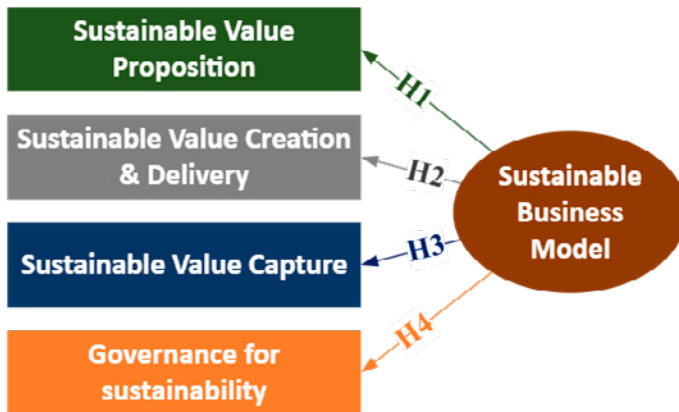 Sustainable Value
Proposition
H1
Sustainable Value Creation
& Delivery
H2
Sustainable
Business
Model
Sustainable Value Capture
H3
Governance for
sustainability
H4